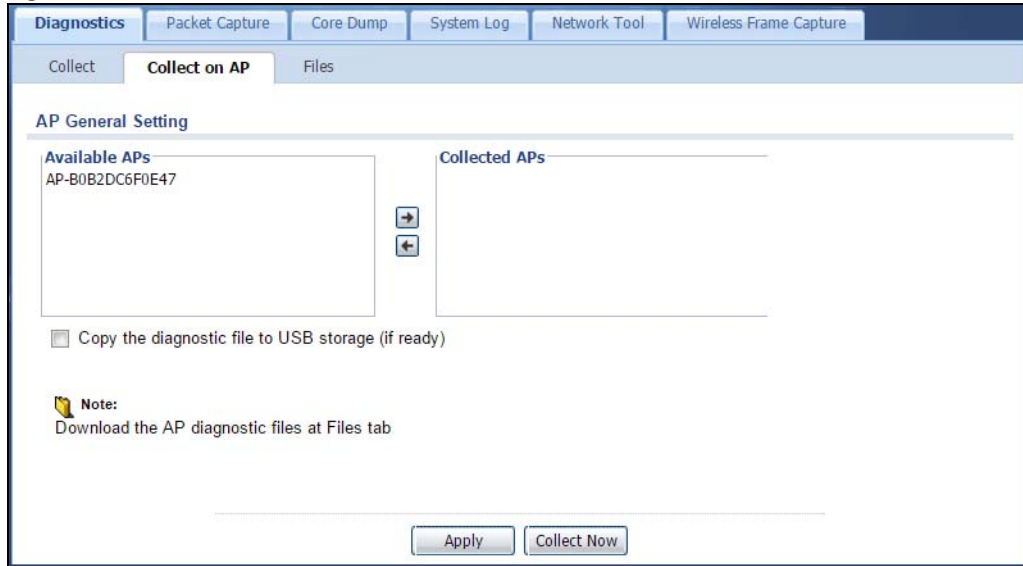 Diagnostics Packet Capture Core Dump System Log Network Tool Wireless Frame Capture
Collect Collect on AP Files
AP General Setting
Available APs Collected APs
AP-B0B2DC6F0E47
Copy the diagnostic file to USB storage (if ready)
Note:
Download the AP diagnostic files at Files tab
Apply Collect Now